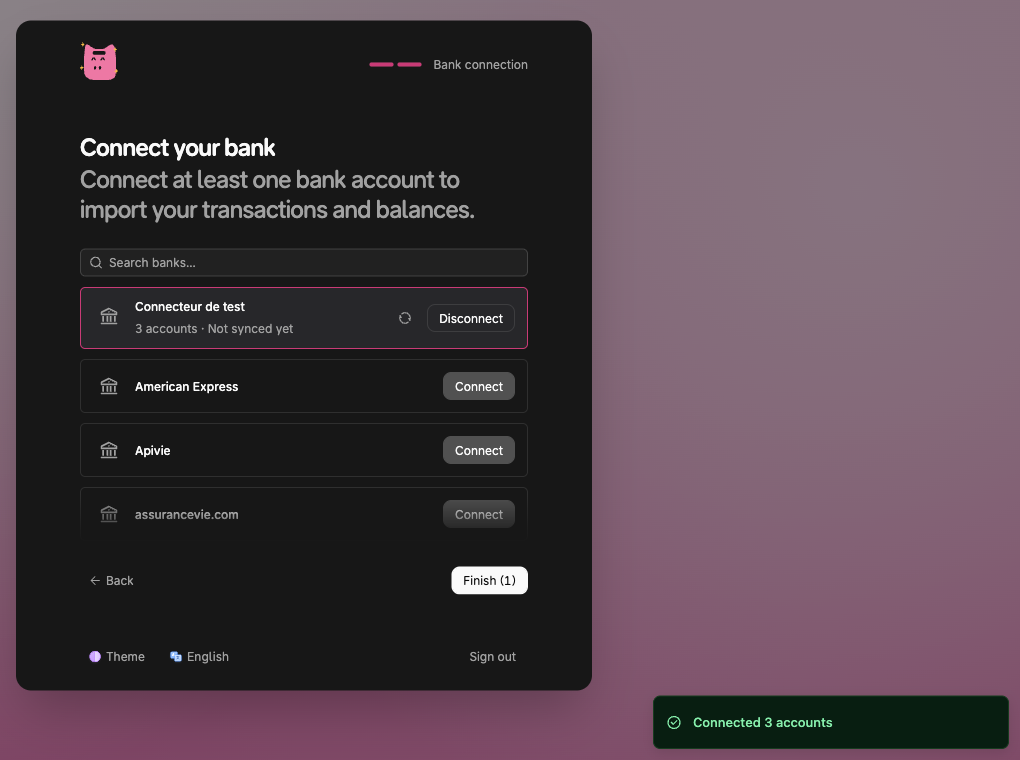 Bank connection
Connect your bank
Connect at least one bank account to
import your transactions and balances.
Search banks...
Connecteur de test
3 accounts · Not synced yet
Disconnect
American Express
Connect
Apivie
Connect
assurancevie.com
Connect
Back
Finish (1)
Theme
English
Sign out
Connected 3 accounts